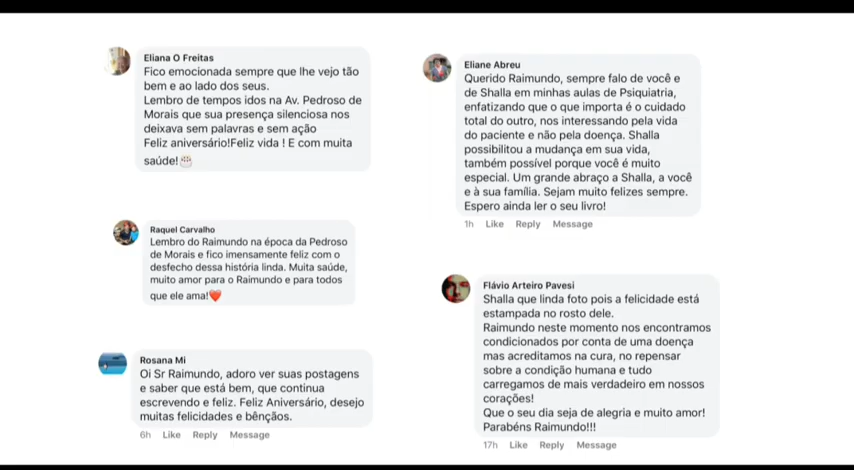 Eliana O Freitas
Fico emocionada sempre que lhe vejo tão
bem e ao lado dos seus.
Lembro de tempos idos na Av. Pedroso de
Morais que sua presença silenciosa nos
deixava sem palavras e sem ação
Feliz aniversário!Feliz vida ! E com muita
saúde!🎂
Raquel Carvalho
Lembro do Raimundo na época da Pedroso
de Morais e fico imensamente feliz com o
desfecho dessa história linda. Muita saúde,
muito amor para o Raimundo e para todos
que ele ama!❤️
Rosana Mi
Oi Sr Raimundo, adoro ver suas postagens
e saber que está bem, que continua
escrevendo e feliz. Feliz Aniversário, desejo
muitas felicidades e bênçãos.
6h Like Reply Message
Eliane Abreu
Querido Raimundo, sempre falo de você e
de Shalla em minhas aulas de Psiquiatria,
enfatizando que o que importa é o cuidado
total do outro, nos interessando pela vida
do paciente e não pela doença. Shalla
possibilitou a mudança em sua vida,
também possível porque você é muito
especial. Um grande abraço a Shalla, a você
e à sua família. Sejam muito felizes sempre.
Espero ainda ler o seu livro!
1h Like Reply Message
Flávio Arteiro Pavesi
Shalla que linda foto pois a felicidade está
estampada no rosto dele.
Raimundo neste momento nos encontramos
condicionados por conta de uma doença
mas acreditamos na cura, no repensar
sobre a condição humana e tudo
carregamos de mais verdadeiro em nossos
corações!
Que o seu dia seja de alegria e muito amor!
Parabéns Raimundo!!!
17h Like Reply Message